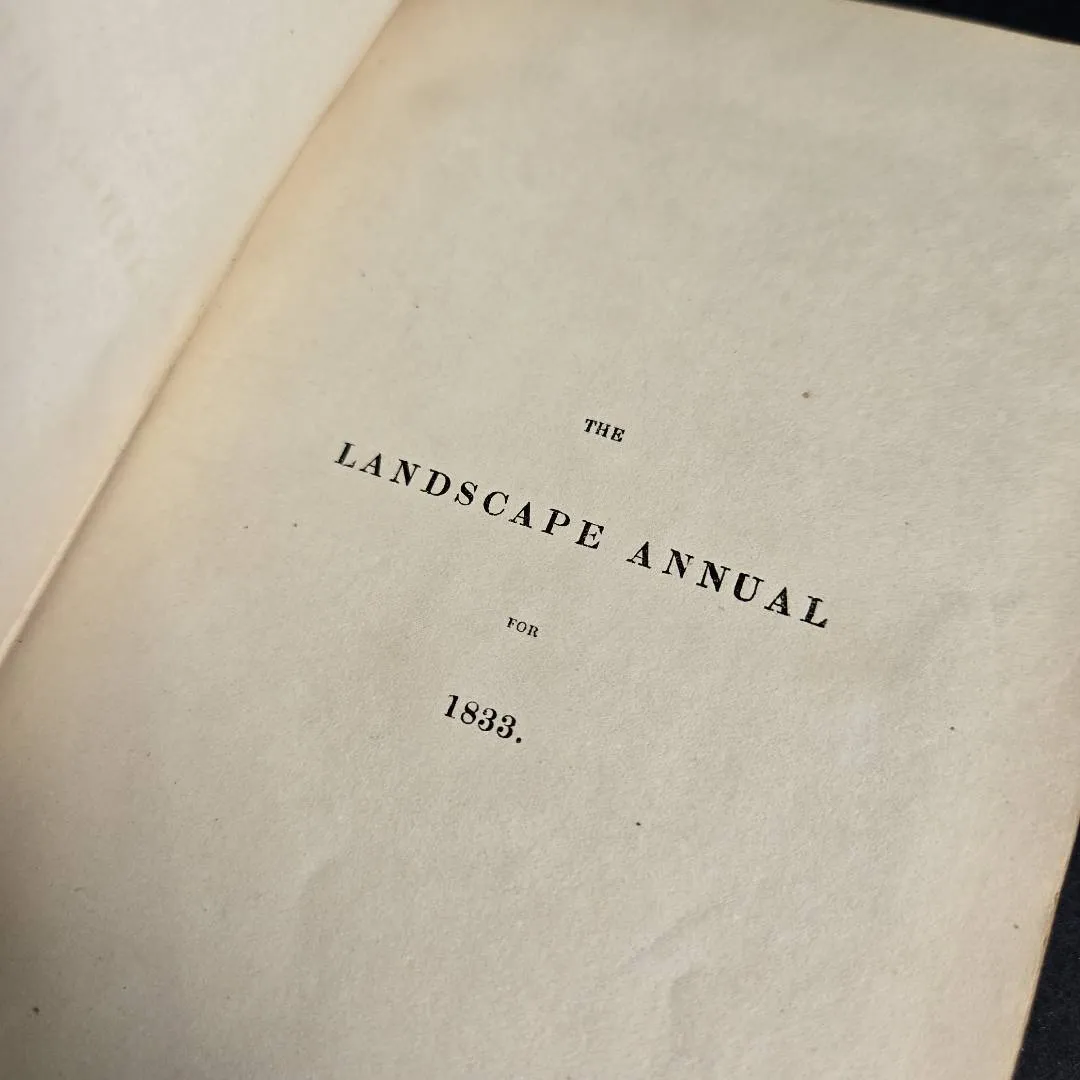 THE
LANDSCAPE ANNUAL
FOR
1833.